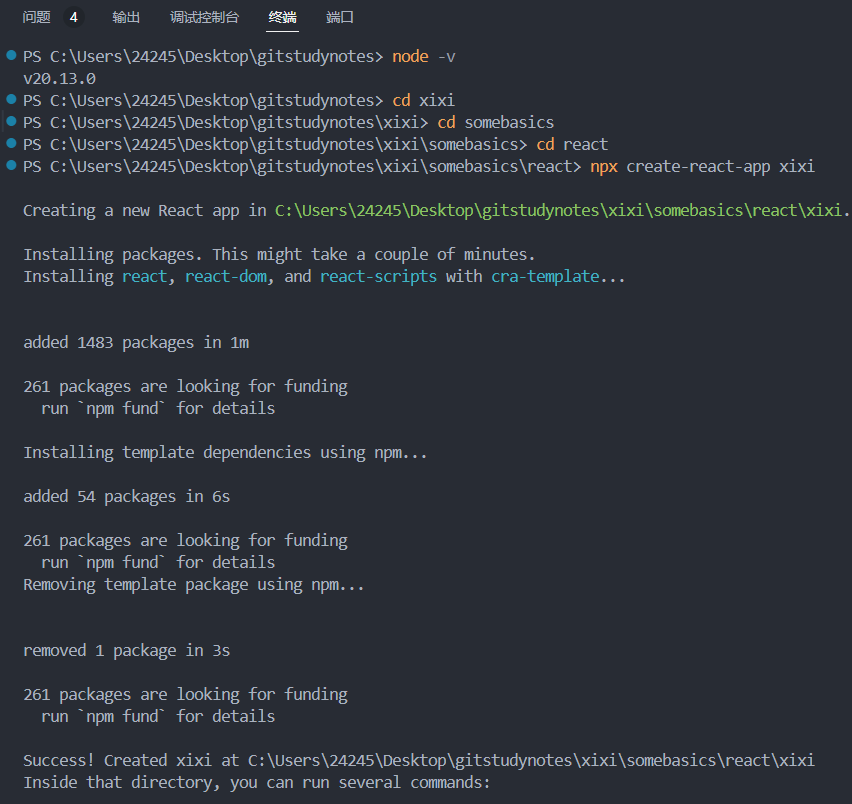 问题 4 输出 调试控制台 终端 端口
PS C:\Users\24245\Desktop\gitstudynotes> node -v
v20.13.0
PS C:\Users\24245\Desktop\gitstudynotes> cd xixi
PS C:\Users\24245\Desktop\gitstudynotes\xixi> cd somebasics
PS C:\Users\24245\Desktop\gitstudynotes\xixi\somebasics> cd react
PS C:\Users\24245\Desktop\gitstudynotes\xixi\somebasics\react> npx create-react-app xixi
Creating a new React app in C:\Users\24245\Desktop\gitstudynotes\xixi\somebasics\react\xixi.
Installing packages. This might take a couple of minutes.
Installing react, react-dom, and react-scripts with cra-template...
added 1483 packages in 1m
261 packages are looking for funding
  run `npm fund` for details
Installing template dependencies using npm...
added 54 packages in 6s
261 packages are looking for funding
  run `npm fund` for details
Removing template package using npm...
removed 1 package in 3s
261 packages are looking for funding
  run `npm fund` for details
Success! Created xixi at C:\Users\24245\Desktop\gitstudynotes\xixi\somebasics\react\xixi
Inside that directory, you can run several commands: